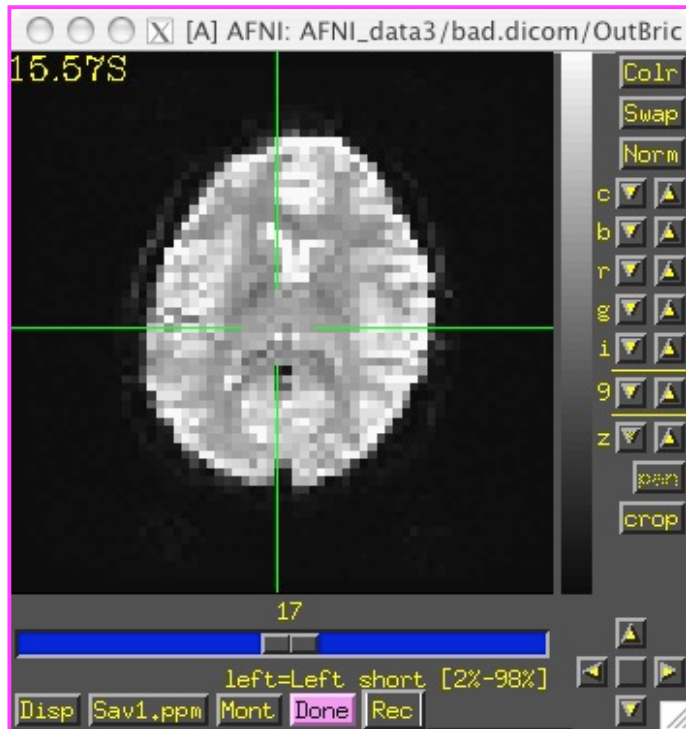 X [A] AFNI: AFNI_data3/bad.dicom/OutBric
15.57S
Colr
Swap
Norm
c
b
r
g
i
9
z
pan
crop
17
left=Left short [2%-98%]
Disp Sav1.ppm Mont Done Rec